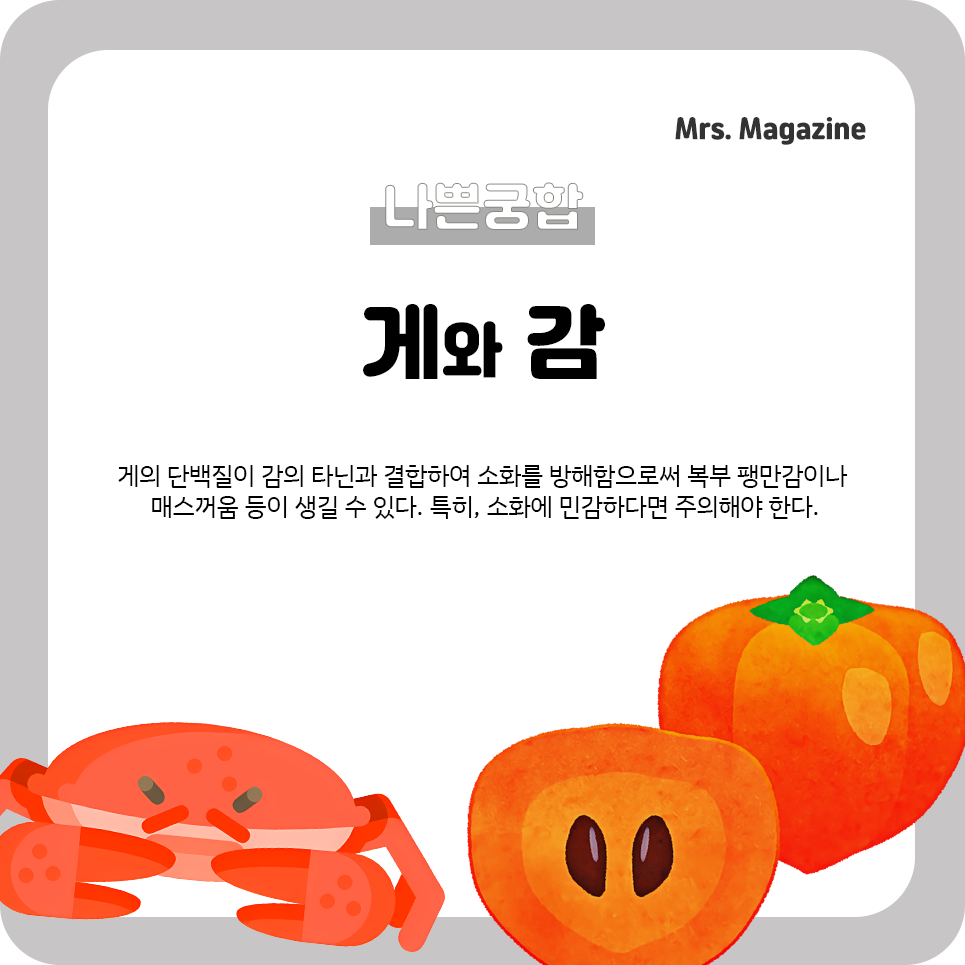 Mrs. Magazine
나쁜궁합
게와 감
게의 단백질이 감의 타닌과 결합하여 소화를 방해함으로써 복부 팽만감이나
매스꺼움 등이 생길 수 있다. 특히, 소화에 민감하다면 주의해야 한다.